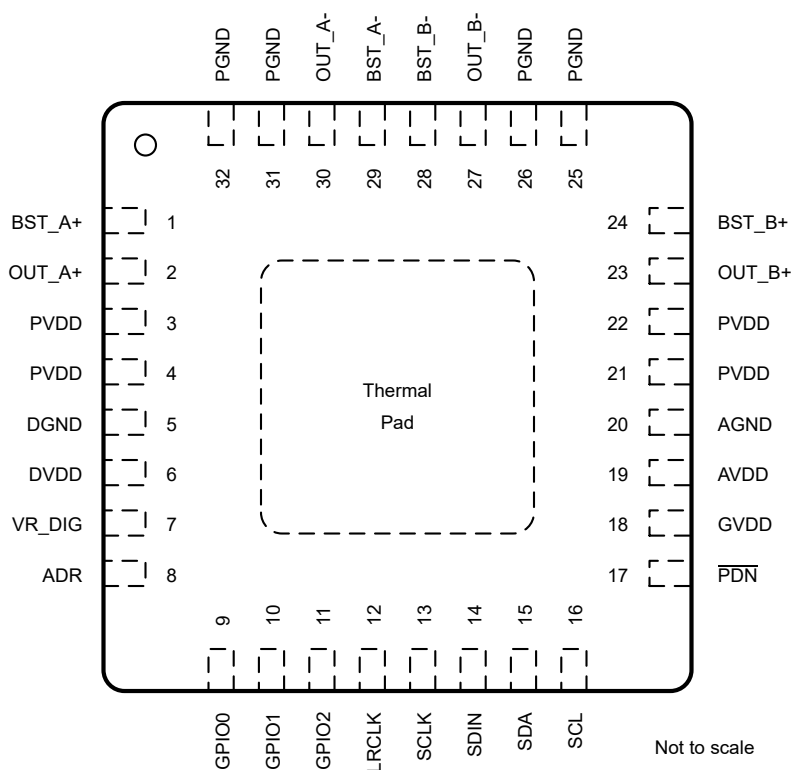 PGND
PGND
OUT_A-
BST_A-
BST_B-
OUT_B-
PGND
PGND
32
31
30
29
28
27
26
25
BST_A+ 1
OUT_A+ 2
PVDD 3
PVDD 4
DGND 5
DVDD 6
VR_DIG 7
ADR 8
24 BST_B+
23 OUT_B+
22 PVDD
21 PVDD
20 AGND
19 AVDD
18 GVDD
17 PDN
Thermal
Pad
9
10
11
12
13
14
15
16
GPIO0
GPIO1
GPIO2
LRCLK
SCLK
SDIN
SDA
SCL
Not to scale